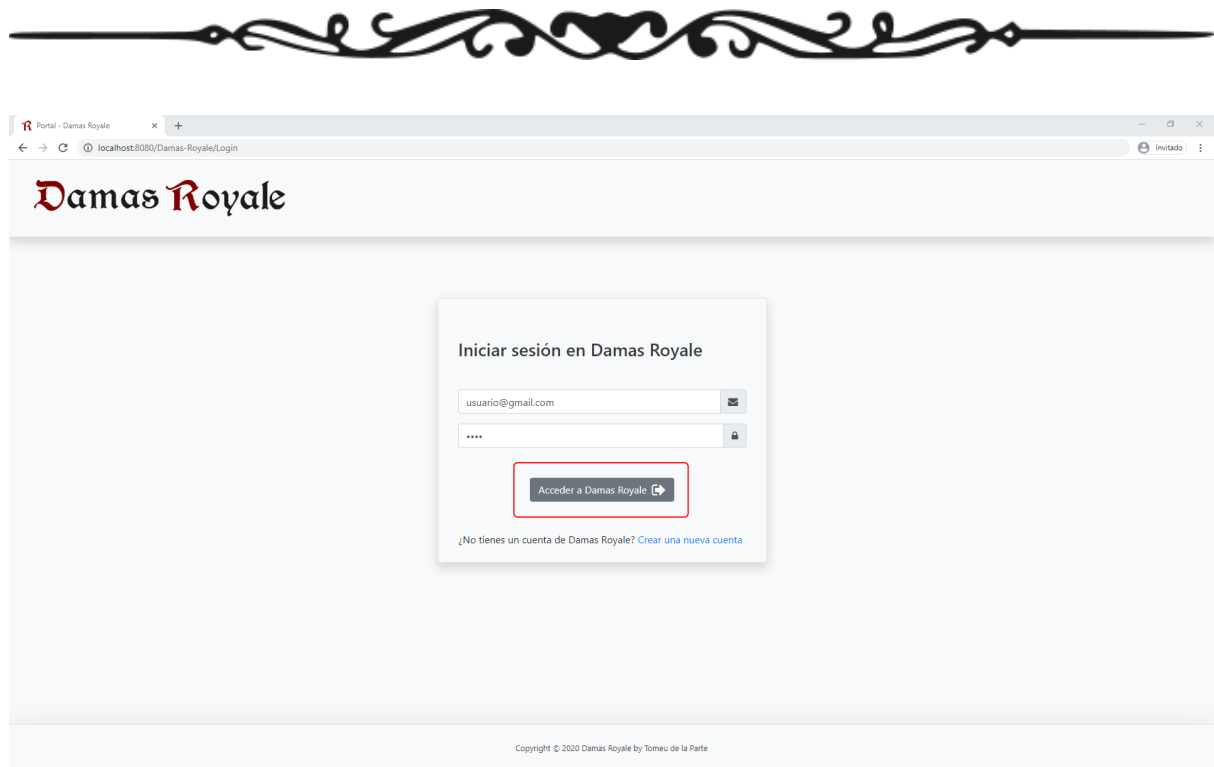 Portal - Damas Royale
localhost:8080/Damas-Royale/Login
Invitado
Damas Royale
Iniciar sesión en Damas Royale
usuario@gmail.com
••••
Acceder a Damas Royale
¿No tienes un cuenta de Damas Royale? Crear una nueva cuenta
Copyright © 2020 Damas Royale by Tomeu de la Parte